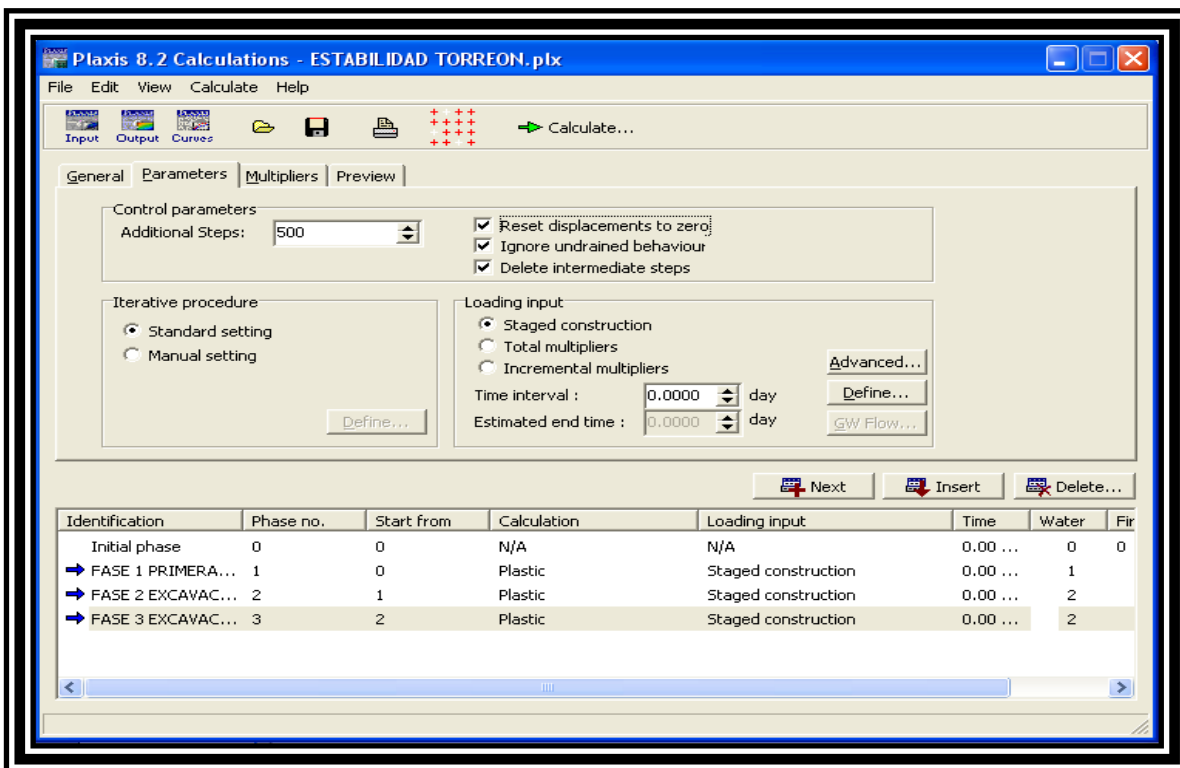 Plaxis 8.2 Calculations - ESTABILIDAD TORREON.plx
File Edit View Calculate Help
Input Output Curves Calculate...
General Parameters Multipliers Preview
Control parameters
Additional Steps: 500
Reset displacements to zero
Ignore undrained behaviour
Delete intermediate steps
Iterative procedure
Standard setting
Manual setting
Define...
Loading input
Staged construction
Total multipliers
Incremental multipliers
Advanced...
Time interval : 0.0000 day Define...
Estimated end time : 0.0000 day GW Flow...
Next Insert Delete...
Identification Phase no. Start from Calculation Loading input Time Water Fir
Initial phase 0 0 N/A N/A 0.00 ... 0 0
FASE 1 PRIMERA... 1 0 Plastic Staged construction 0.00 ... 1
FASE 2 EXCAVAC... 2 1 Plastic Staged construction 0.00 ... 2
FASE 3 EXCAVAC... 3 2 Plastic Staged construction 0.00 ... 2